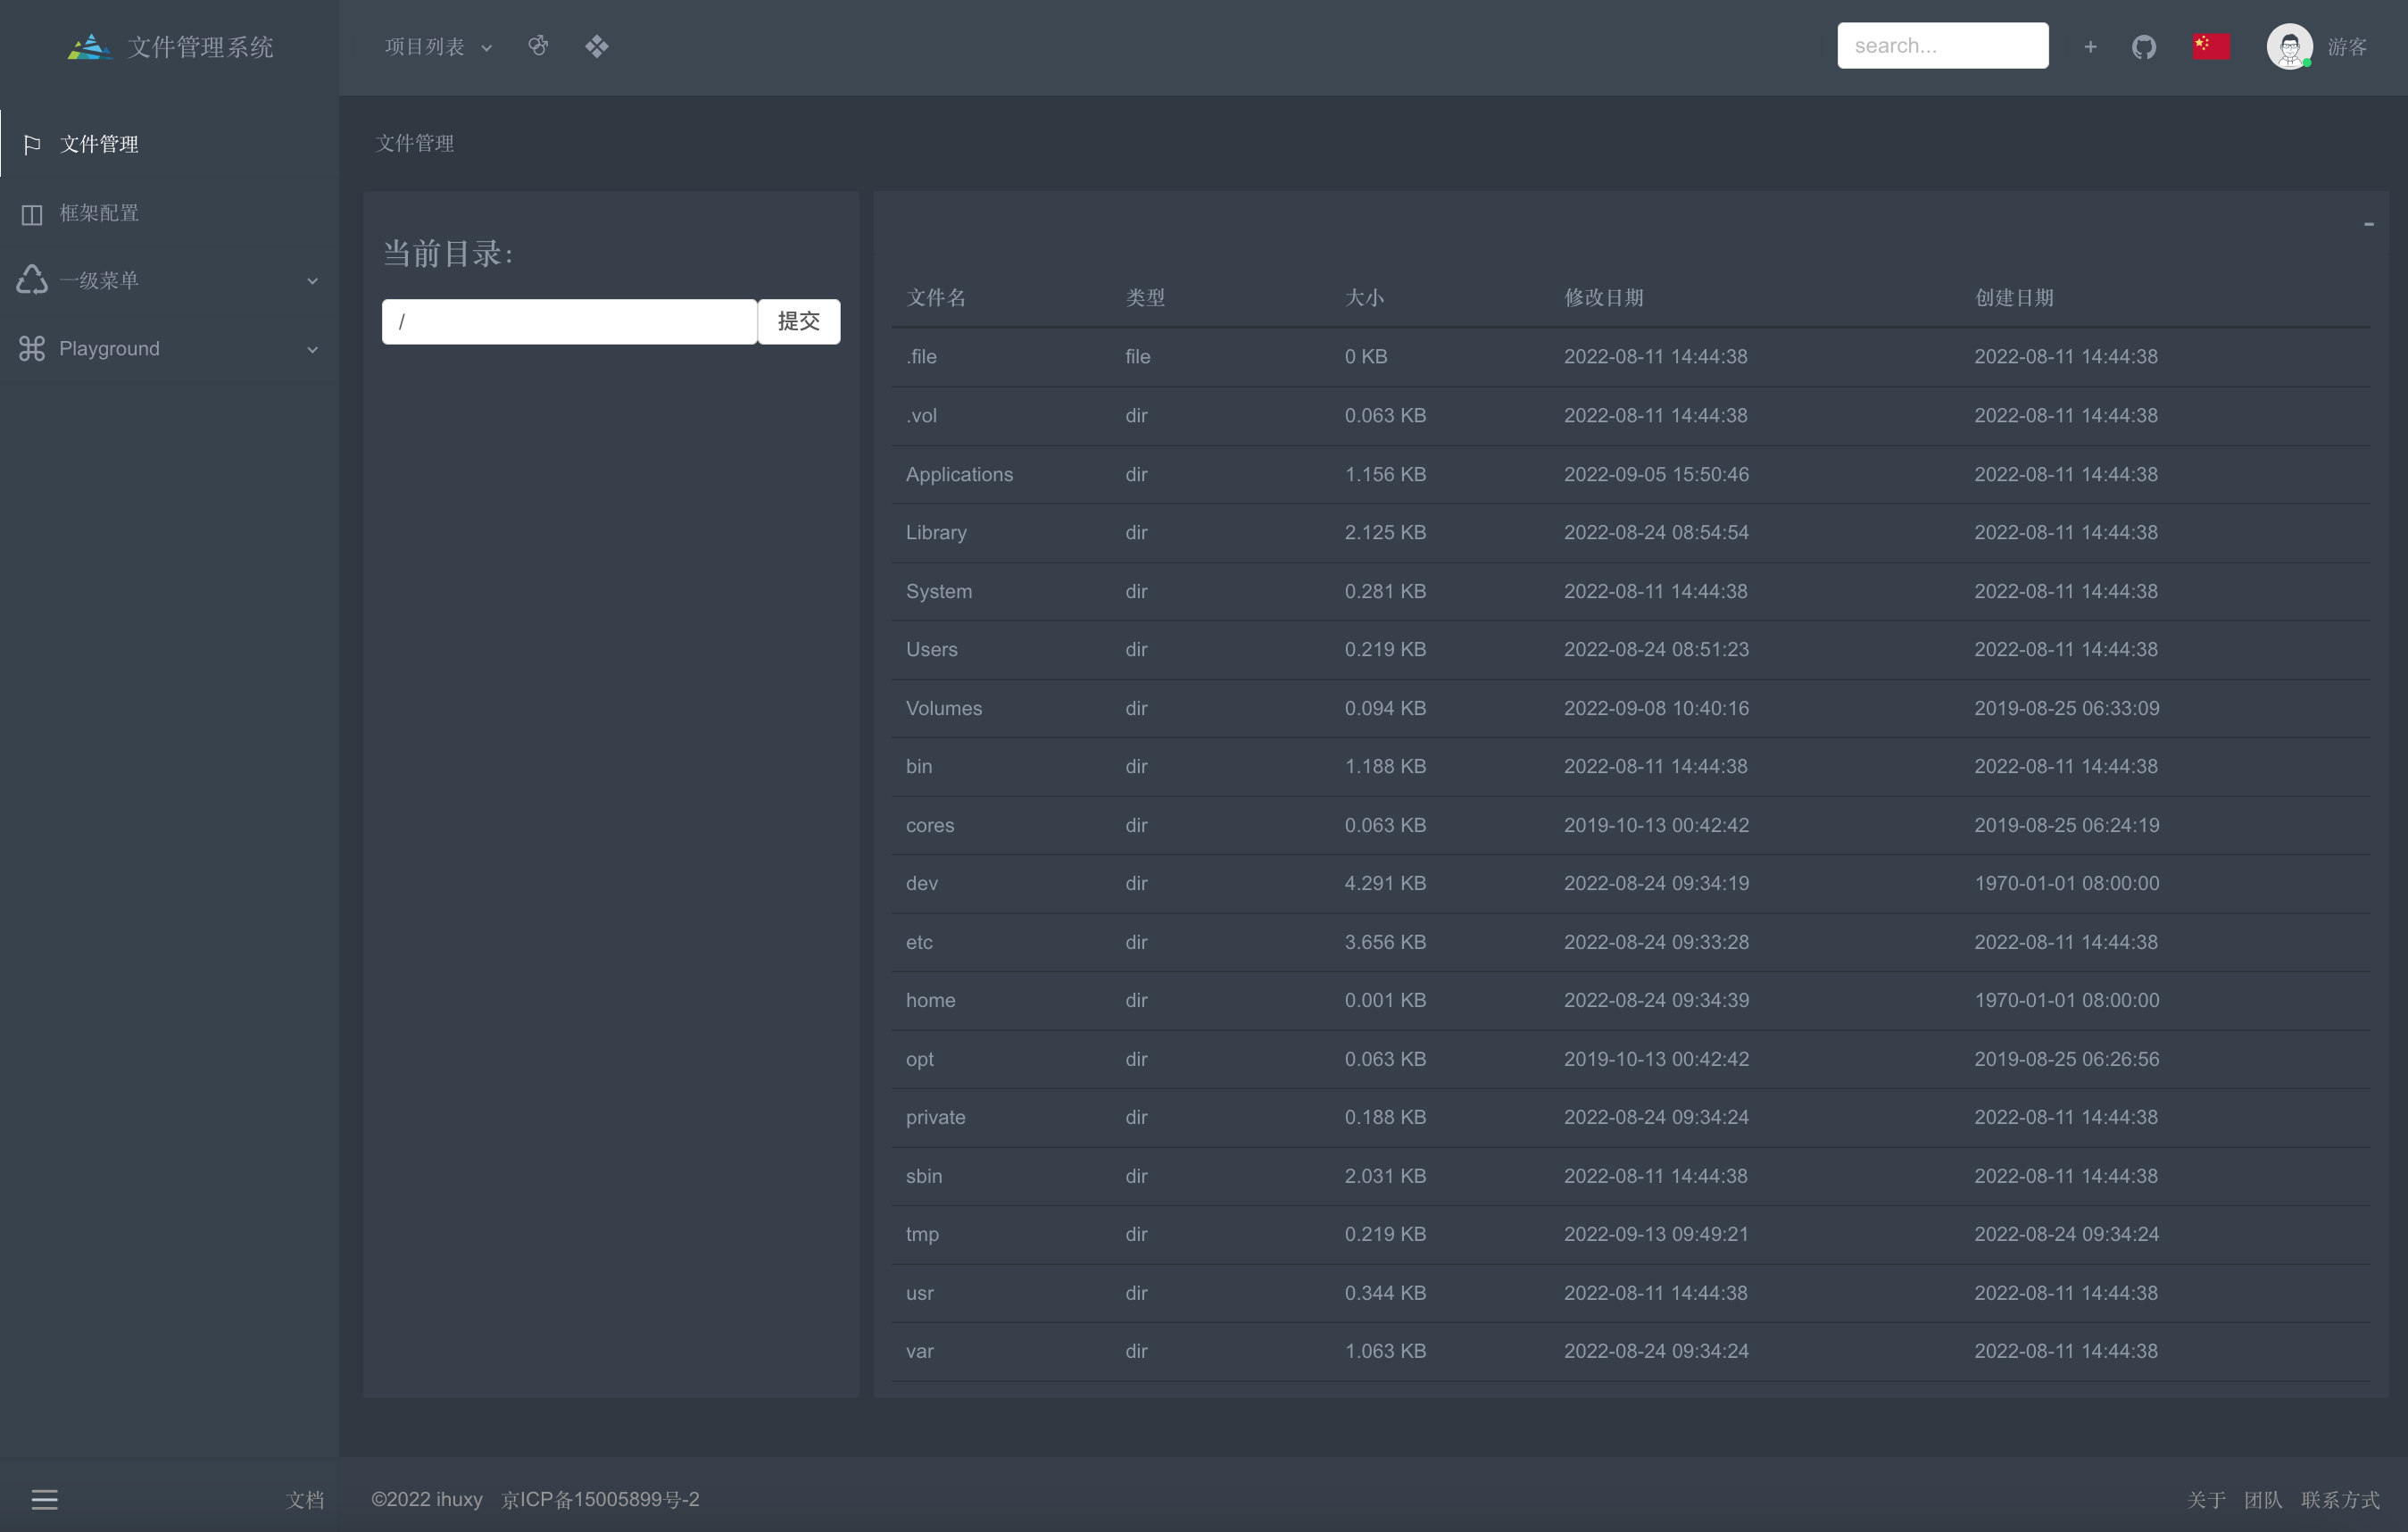 文件管理系统 项目列表 search... + 游客
文件管理
框架配置
一级菜单
Playground
文件管理
当前目录：
/ 提交
-
文件名 类型 大小 修改日期 创建日期
.file file 0 KB 2022-08-11 14:44:38 2022-08-11 14:44:38
.vol dir 0.063 KB 2022-08-11 14:44:38 2022-08-11 14:44:38
Applications dir 1.156 KB 2022-09-05 15:50:46 2022-08-11 14:44:38
Library dir 2.125 KB 2022-08-24 08:54:54 2022-08-11 14:44:38
System dir 0.281 KB 2022-08-11 14:44:38 2022-08-11 14:44:38
Users dir 0.219 KB 2022-08-24 08:51:23 2022-08-11 14:44:38
Volumes dir 0.094 KB 2022-09-08 10:40:16 2019-08-25 06:33:09
bin dir 1.188 KB 2022-08-11 14:44:38 2022-08-11 14:44:38
cores dir 0.063 KB 2019-10-13 00:42:42 2019-08-25 06:24:19
dev dir 4.291 KB 2022-08-24 09:34:19 1970-01-01 08:00:00
etc dir 3.656 KB 2022-08-24 09:33:28 2022-08-11 14:44:38
home dir 0.001 KB 2022-08-24 09:34:39 1970-01-01 08:00:00
opt dir 0.063 KB 2019-10-13 00:42:42 2019-08-25 06:26:56
private dir 0.188 KB 2022-08-24 09:34:24 2022-08-11 14:44:38
sbin dir 2.031 KB 2022-08-11 14:44:38 2022-08-11 14:44:38
tmp dir 0.219 KB 2022-09-13 09:49:21 2022-08-24 09:34:24
usr dir 0.344 KB 2022-08-11 14:44:38 2022-08-11 14:44:38
var dir 1.063 KB 2022-08-24 09:34:24 2022-08-11 14:44:38
文档 ©2022 ihuxy 京ICP备15005899号-2 关于 团队 联系方式